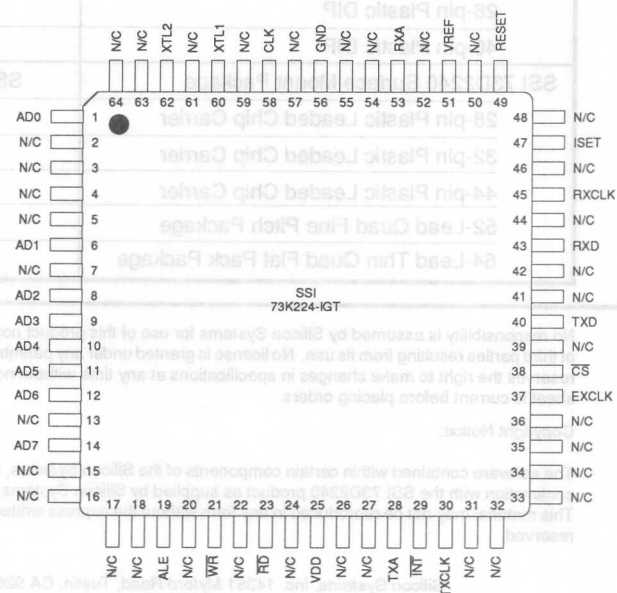 N/C
N/C
XTL2
N/C
XTL1
N/C
CLK
N/C
GND
N/C
N/C
RXA
N/C
VREF
N/C
RESET
64 63 62 61 60 59 58 57 56 55 54 53 52 51 50 49
AD0 1
N/C 2
N/C 3
N/C 4
N/C 5
AD1 6
N/C 7
AD2 8
AD3 9
AD4 10
AD5 11
AD6 12
N/C 13
AD7 14
N/C 15
N/C 16
SSI
73K224-IGT
48 N/C
47 ISET
46 N/C
45 RXCLK
44 N/C
43 RXD
42 N/C
41 N/C
40 TXD
39 N/C
38 C̅S̅
37 EXCLK
36 N/C
35 N/C
34 N/C
33 N/C
17 18 19 20 21 22 23 24 25 26 27 28 29 30 31 32
N/C
N/C
ALE
N/C
W̅R̅
N/C
R̅D̅
N/C
VDD
N/C
N/C
TXA
I̅N̅T̅
TXCLK
N/C
N/C
28-pin Plastic DIP
SSI 73D2240 Surface Mount Package
28-pin Plastic Leaded Chip Carrier
32-pin Plastic Leaded Chip Carrier
44-pin Plastic Leaded Chip Carrier
52-Lead Quad Fine Pitch Package
64-Lead Thin Quad Flat Pack Package